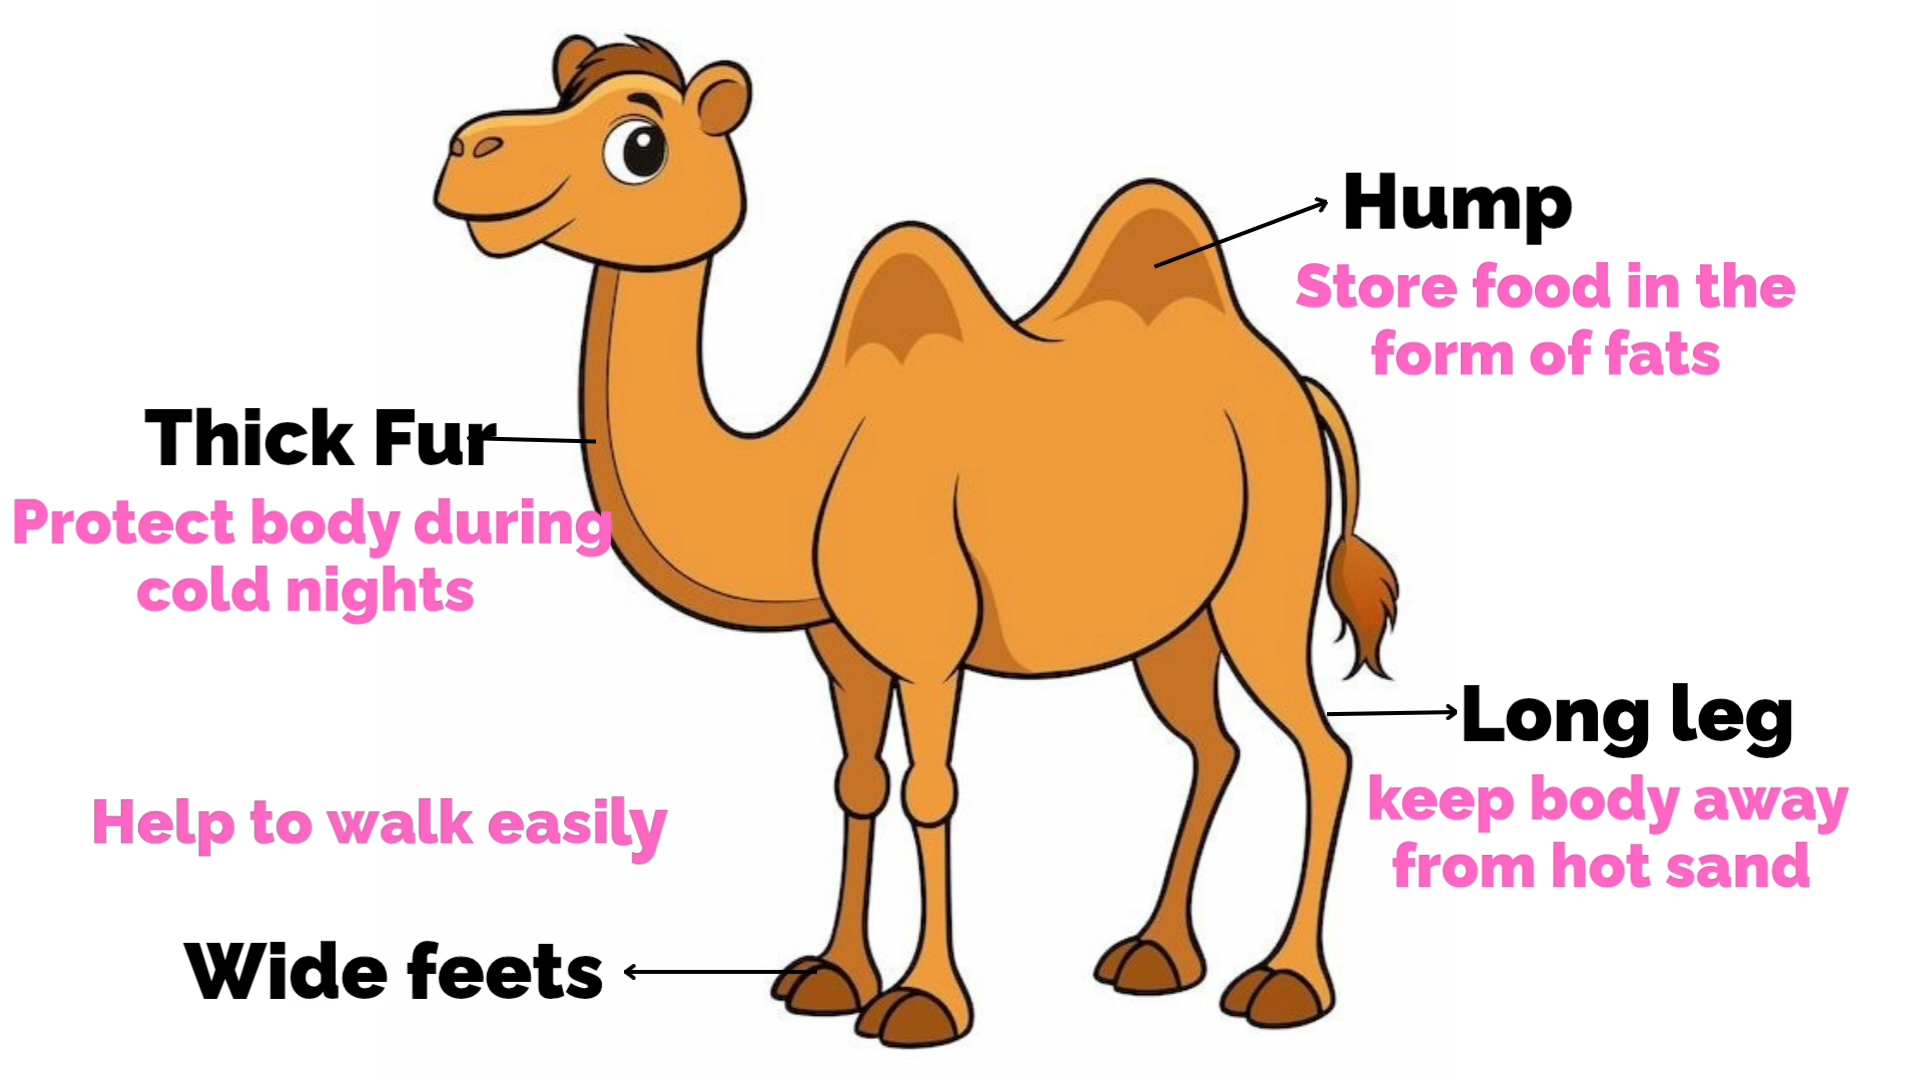 Hump
Store food in the
form of fats
Thick Fur
Protect body during
cold nights
Long leg
keep body away
from hot sand
Help to walk easily
Wide feets